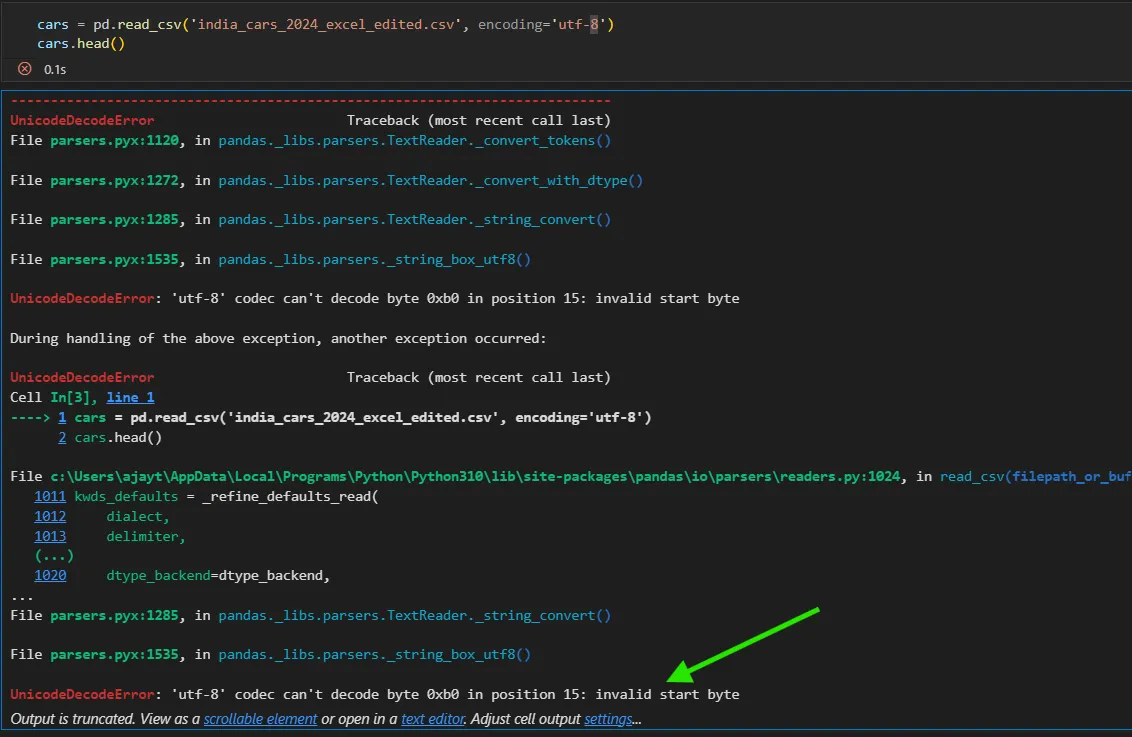 cars = pd.read_csv('india_cars_2024_excel_edited.csv', encoding='utf-8')
cars.head()
0.1s
---------------------------------------------------------------------------
UnicodeDecodeError                        Traceback (most recent call last)
File parsers.pyx:1120, in pandas._libs.parsers.TextReader._convert_tokens()
File parsers.pyx:1272, in pandas._libs.parsers.TextReader._convert_with_dtype()
File parsers.pyx:1285, in pandas._libs.parsers.TextReader._string_convert()
File parsers.pyx:1535, in pandas._libs.parsers._string_box_utf8()
UnicodeDecodeError: 'utf-8' codec can't decode byte 0xb0 in position 15: invalid start byte
During handling of the above exception, another exception occurred:
UnicodeDecodeError                        Traceback (most recent call last)
Cell In[3], line 1
----> 1 cars = pd.read_csv('india_cars_2024_excel_edited.csv', encoding='utf-8')
      2 cars.head()
File c:\Users\ajayt\AppData\Local\Programs\Python\Python310\lib\site-packages\pandas\io\parsers\readers.py:1024, in read_csv(filepath_or_buf
   1011 kwds_defaults = _refine_defaults_read(
   1012     dialect,
   1013     delimiter,
   (...)
   1020     dtype_backend=dtype_backend,
...
File parsers.pyx:1285, in pandas._libs.parsers.TextReader._string_convert()
File parsers.pyx:1535, in pandas._libs.parsers._string_box_utf8()
UnicodeDecodeError: 'utf-8' codec can't decode byte 0xb0 in position 15: invalid start byte
Output is truncated. View as a scrollable element or open in a text editor. Adjust cell output settings...